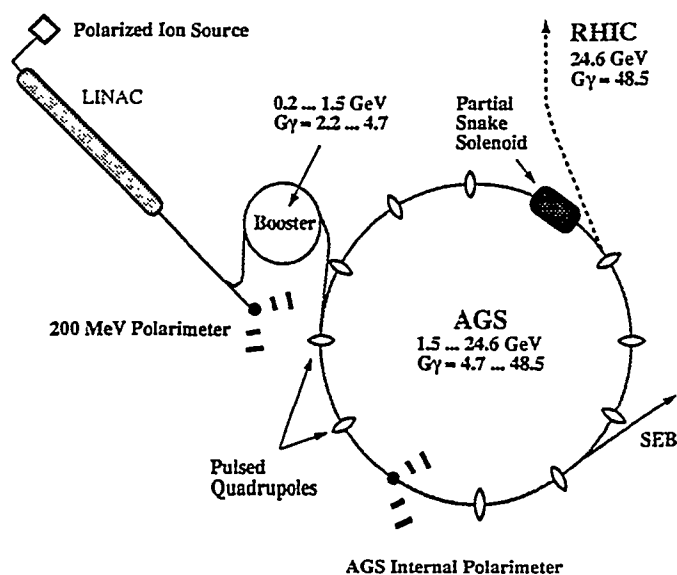 Polarized Ion Source
LINAC
0.2 ... 1.5 GeV
Gγ = 2.2 ... 4.7
Booster
200 MeV Polarimeter
RHIC
24.6 GeV
Gγ = 48.5
Partial
Snake
Solenoid
AGS
1.5 ... 24.6 GeV
Gγ = 4.7 ... 48.5
SEB
Pulsed
Quadrupoles
AGS Internal Polarimeter